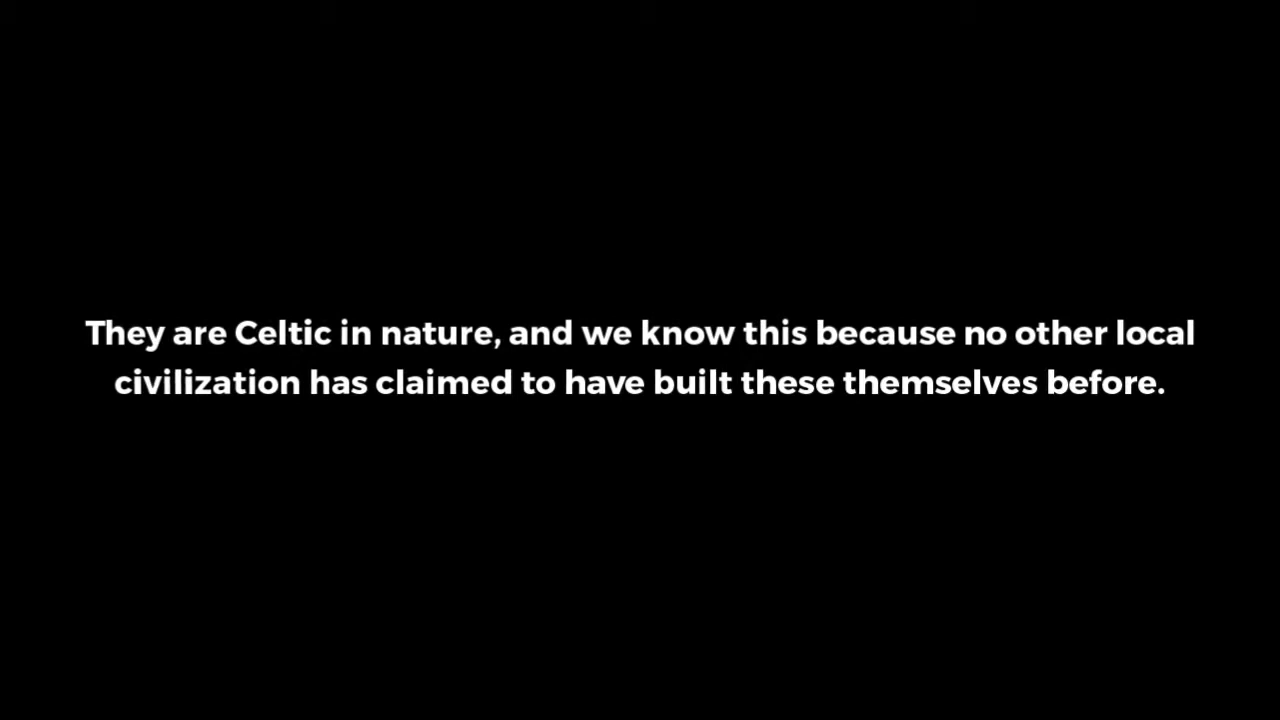 They are Celtic in nature, and we know this because no other local
civilization has claimed to have built these themselves before.